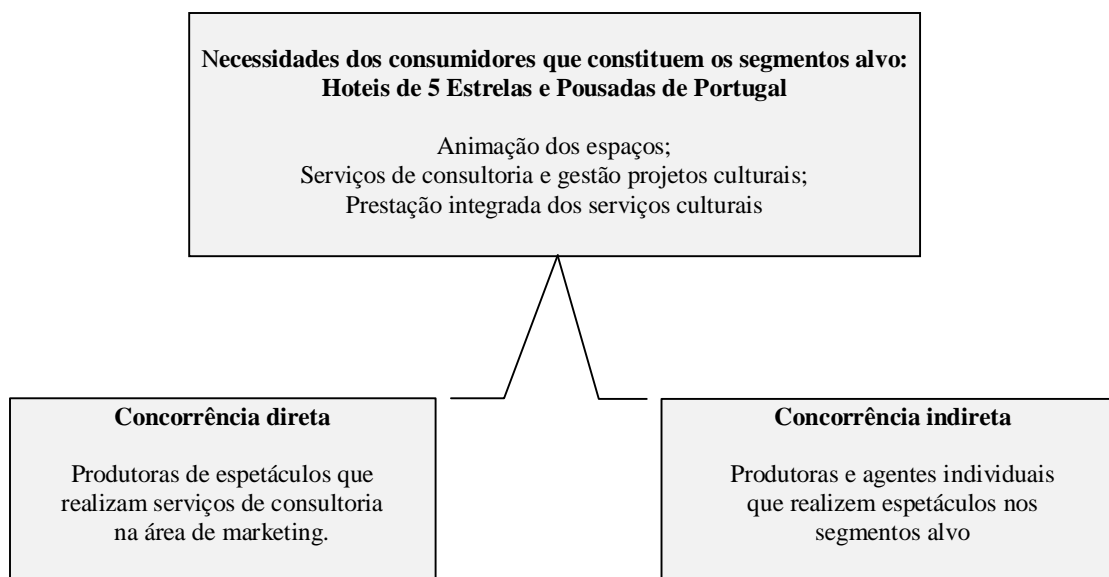 Necessidades dos consumidores que constituem os segmentos alvo:
Hoteis de 5 Estrelas e Pousadas de Portugal
Animação dos espaços;
Serviços de consultoria e gestão projetos culturais;
Prestação integrada dos serviços culturais
Concorrência direta
Produtoras de espetáculos que
realizam serviços de consultoria
na área de marketing.
Concorrência indireta
Produtoras e agentes individuais
que realizem espetáculos nos
segmentos alvo